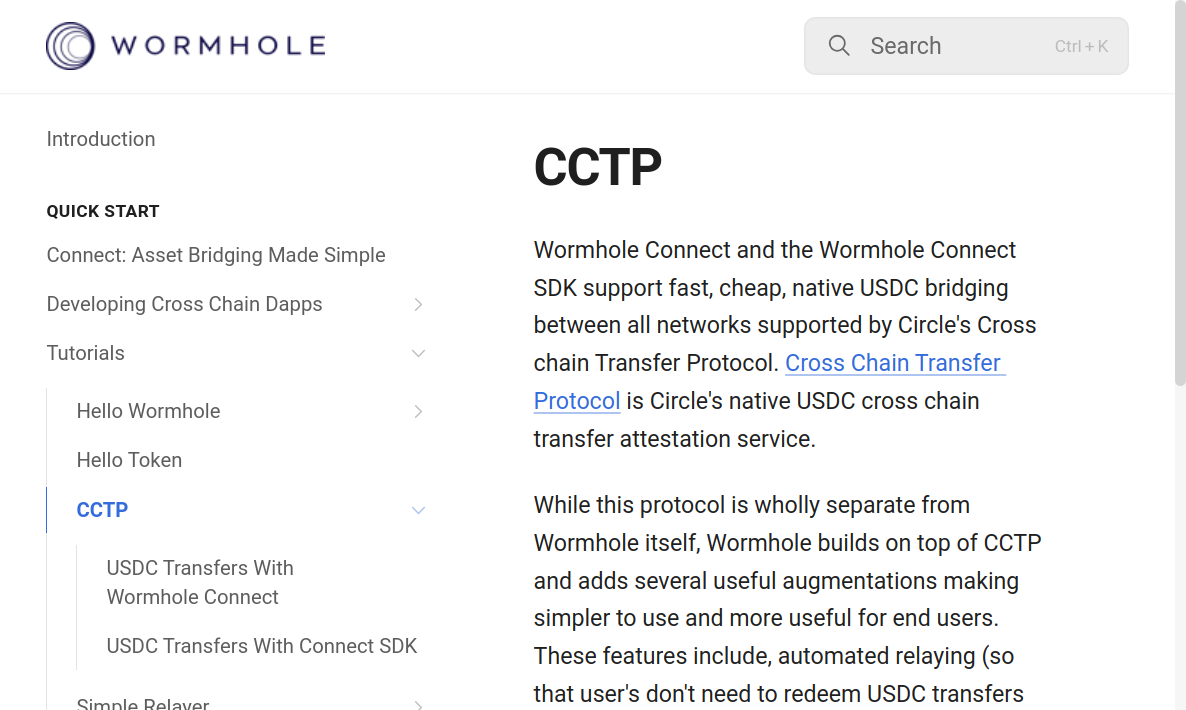 WORMHOLE
Search
Ctrl + K
Introduction
QUICK START
Connect: Asset Bridging Made Simple
Developing Cross Chain Dapps
Tutorials
Hello Wormhole
Hello Token
CCTP
USDC Transfers With
Wormhole Connect
USDC Transfers With Connect SDK
Simple Relayer
CCTP
Wormhole Connect and the Wormhole Connect
SDK support fast, cheap, native USDC bridging
between all networks supported by Circle's Cross
chain Transfer Protocol. Cross Chain Transfer
Protocol is Circle's native USDC cross chain
transfer attestation service.
While this protocol is wholly separate from
Wormhole itself, Wormhole builds on top of CCTP
and adds several useful augmentations making
simpler to use and more useful for end users.
These features include, automated relaying (so
that user's don't need to redeem USDC transfers